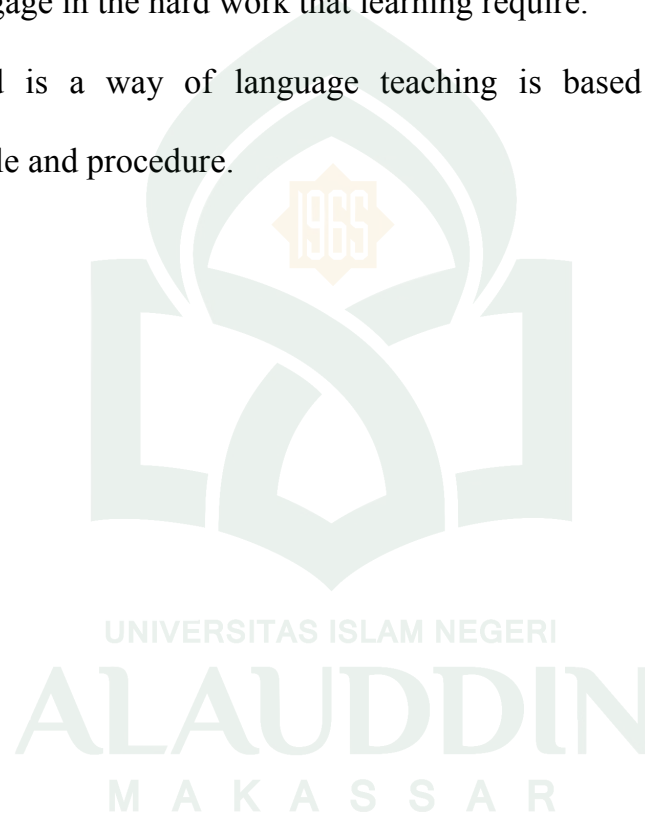 gage in the hard work that learning require.
is a way of language teaching is based
le and procedure.
1965
UNIVERSITAS ISLAM NEGERI
ALAUDDIN
MAKASSAR